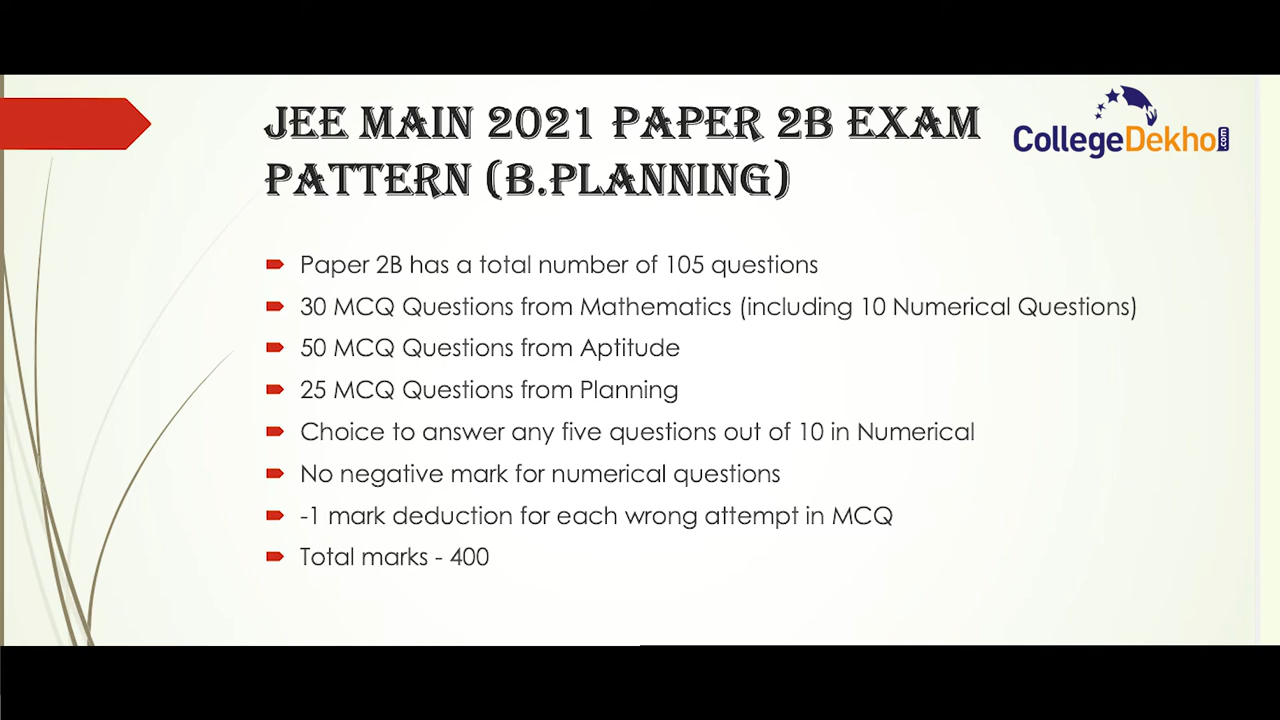 JEE MAIN 2021 PAPER 2B EXAM
PATTERN (B.PLANNING)
CollegeDekho.com
Paper 2B has a total number of 105 questions
30 MCQ Questions from Mathematics (including 10 Numerical Questions)
50 MCQ Questions from Aptitude
25 MCQ Questions from Planning
Choice to answer any five questions out of 10 in Numerical
No negative mark for numerical questions
-1 mark deduction for each wrong attempt in MCQ
Total marks - 400